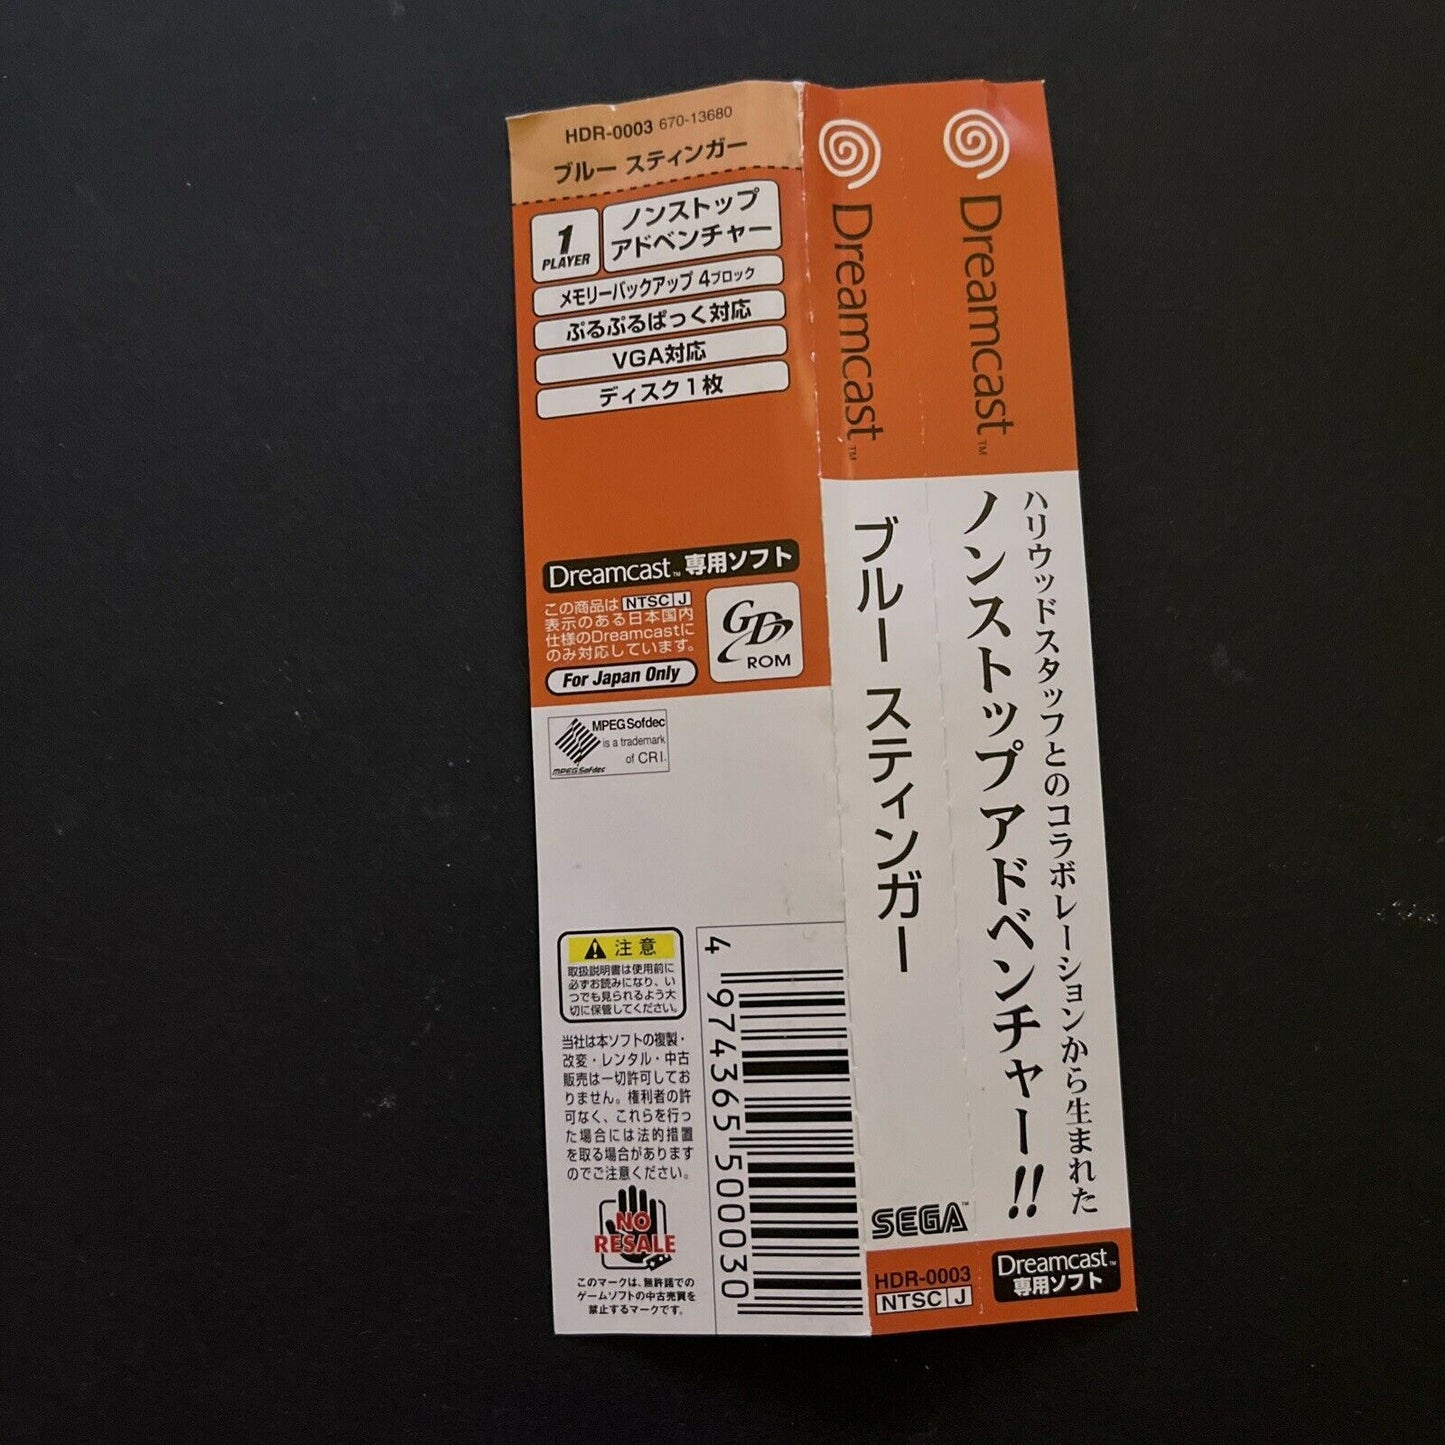 HDR-0003 670-13680
ブルー スティンガー
1
PLAYER
ノンストップ
アドベンチャー
メモリーバックアップ 4ブロック
ぷるぷるぱっく対応
VGA対応
ディスク1枚
Dreamcast™ 専用ソフト
この商品は NTSC J
表示のある日本国内
仕様のDreamcastに
のみ対応しています。
For Japan Only
GD
ROM
MPEG Sofdec
is a trademark
of CRI.
MPEG Sofdec
注意
取扱説明書は使用前に
必ずお読みになり、い
つでも見られるよう大
切に保管してください。
当社は本ソフトの複製・
改変・レンタル・中古
販売は一切許可してお
りません。権利者の許
可なく、これらを行っ
た場合には法的措置
を取る場合があります
のでご注意ください。
NO
RESALE
このマークは、無許諾での
ゲームソフトの中古売買を
禁止するマークです。
4 974365 500030
Dreamcast™
ブルー スティンガー
SEGA™
HDR-0003
NTSC J
Dreamcast™
ハリウッドスタッフとのコラボレーションから生まれた
ノンストップアドベンチャー!!
Dreamcast™
専用ソフト